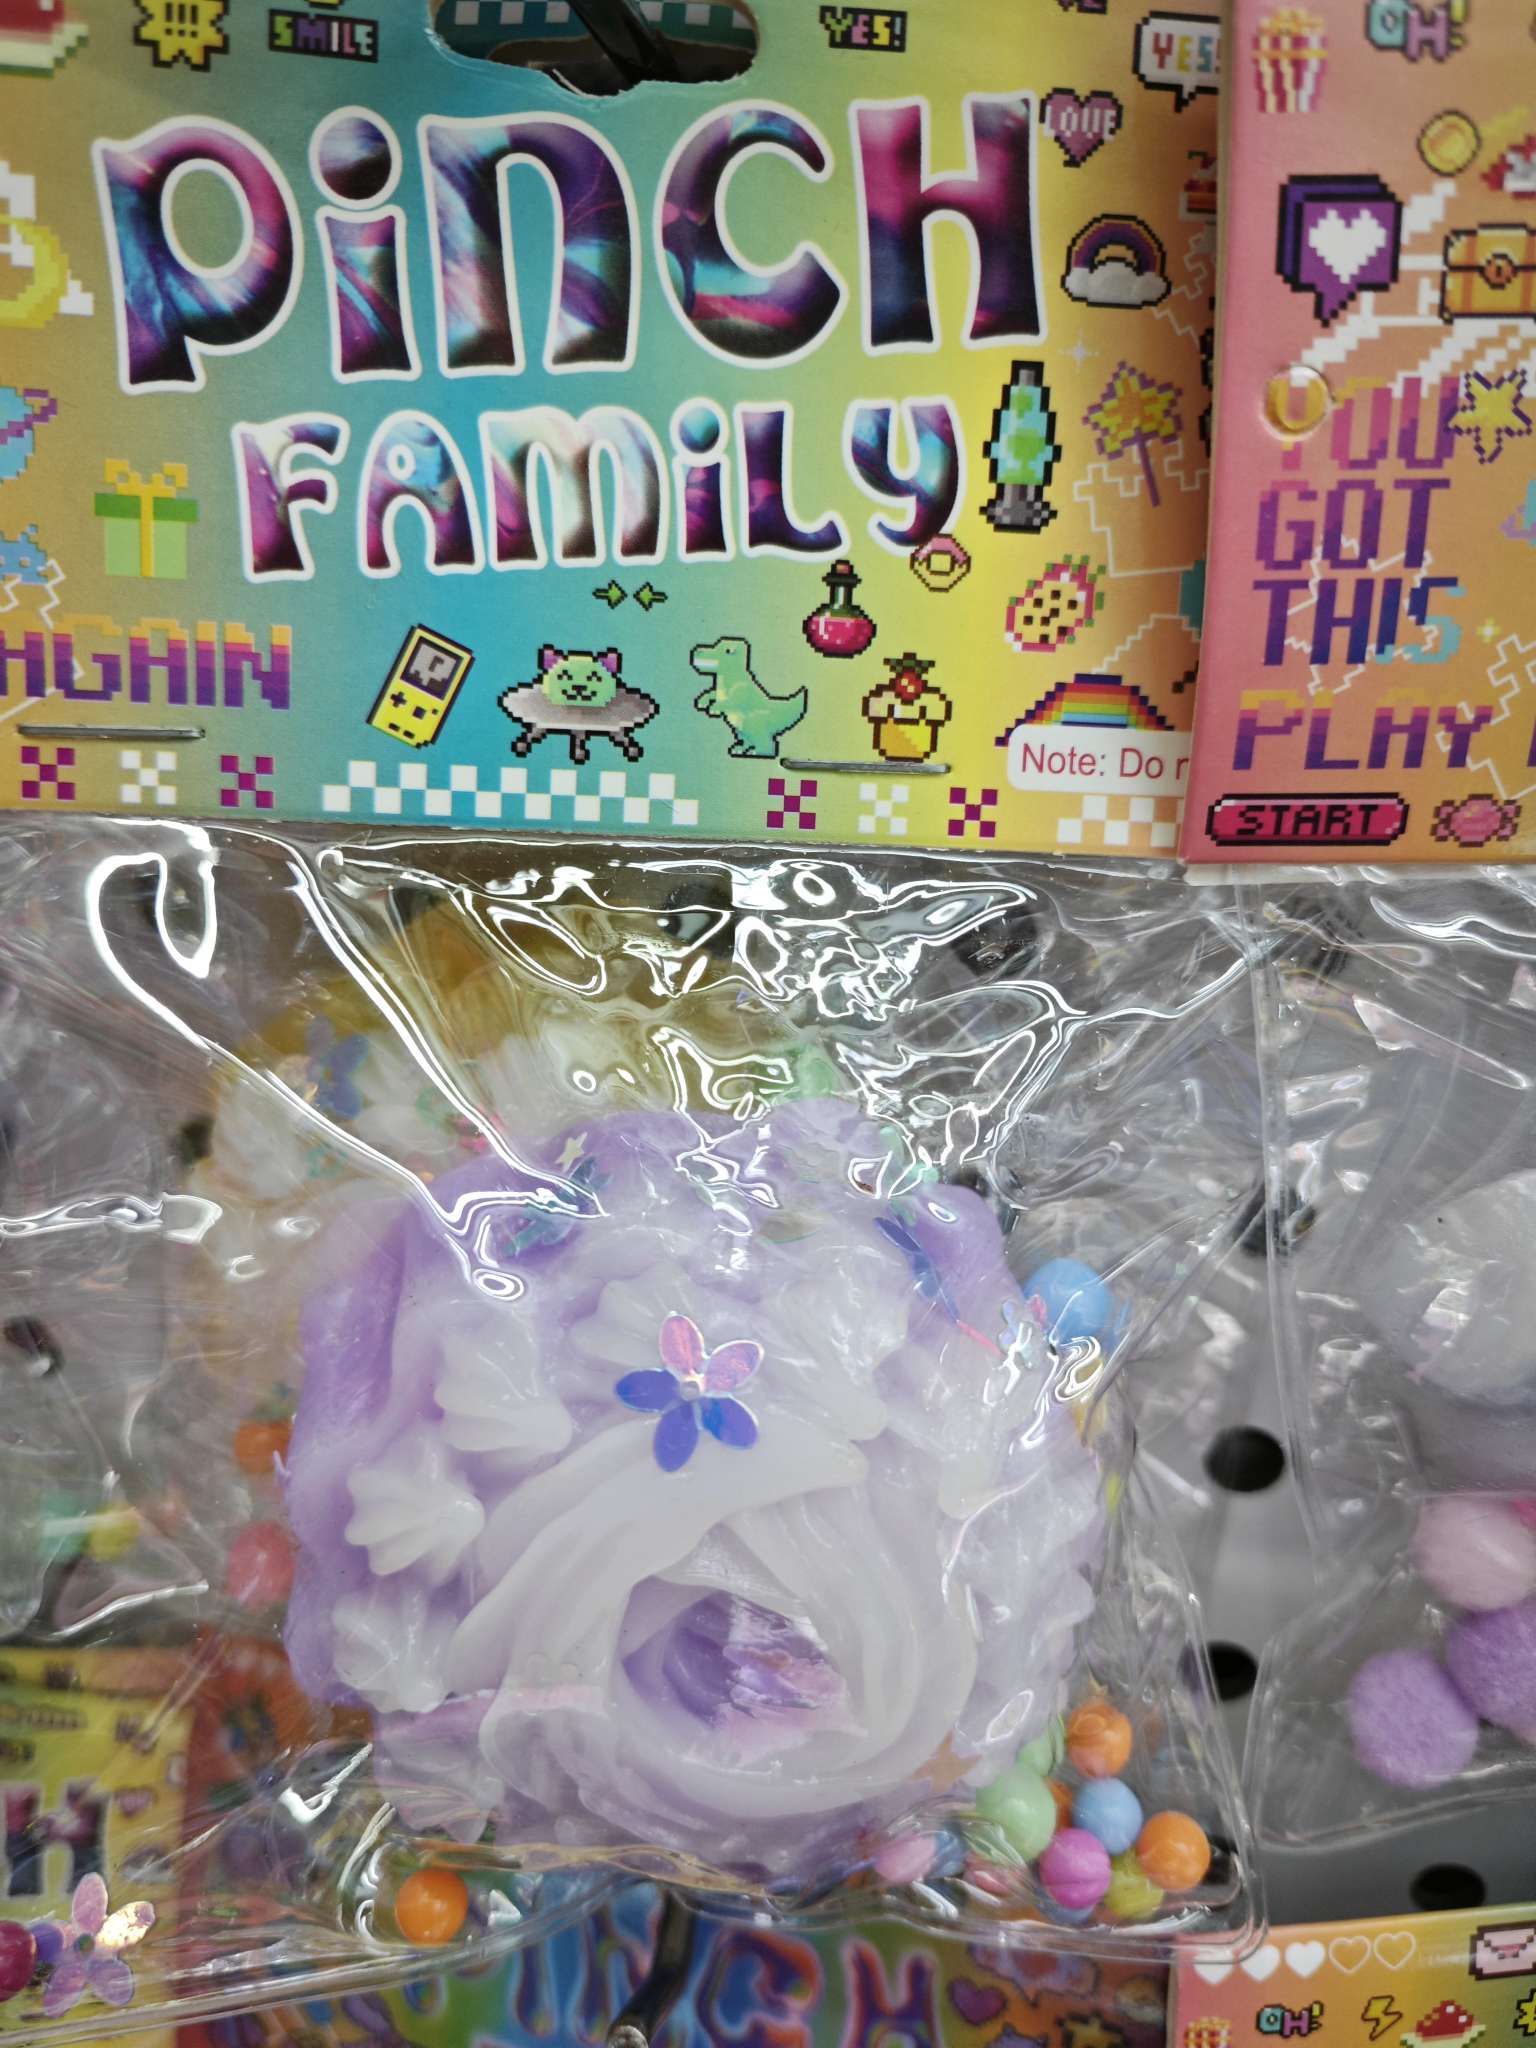 !!!
SMILE
YES!
YES!
OH!
PINCH
LOVE
FAMILY
YOU
GOT
THIS
AGAIN
PLAY
Note: Do
START
OH!